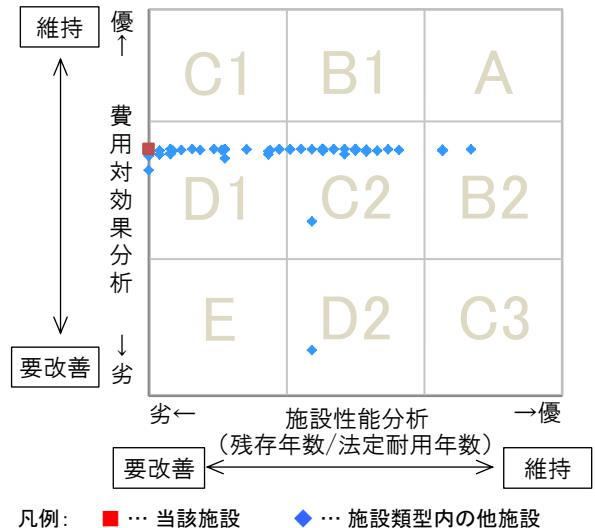 維持
優↑
費用対効果分析
↓劣
要改善
C1 B1 A
D1 C2 B2
E D2 C3
劣← 施設性能分析 →優
（残存年数/法定耐用年数）
要改善 維持
凡例： ■ … 当該施設 ◆ … 施設類型内の他施設